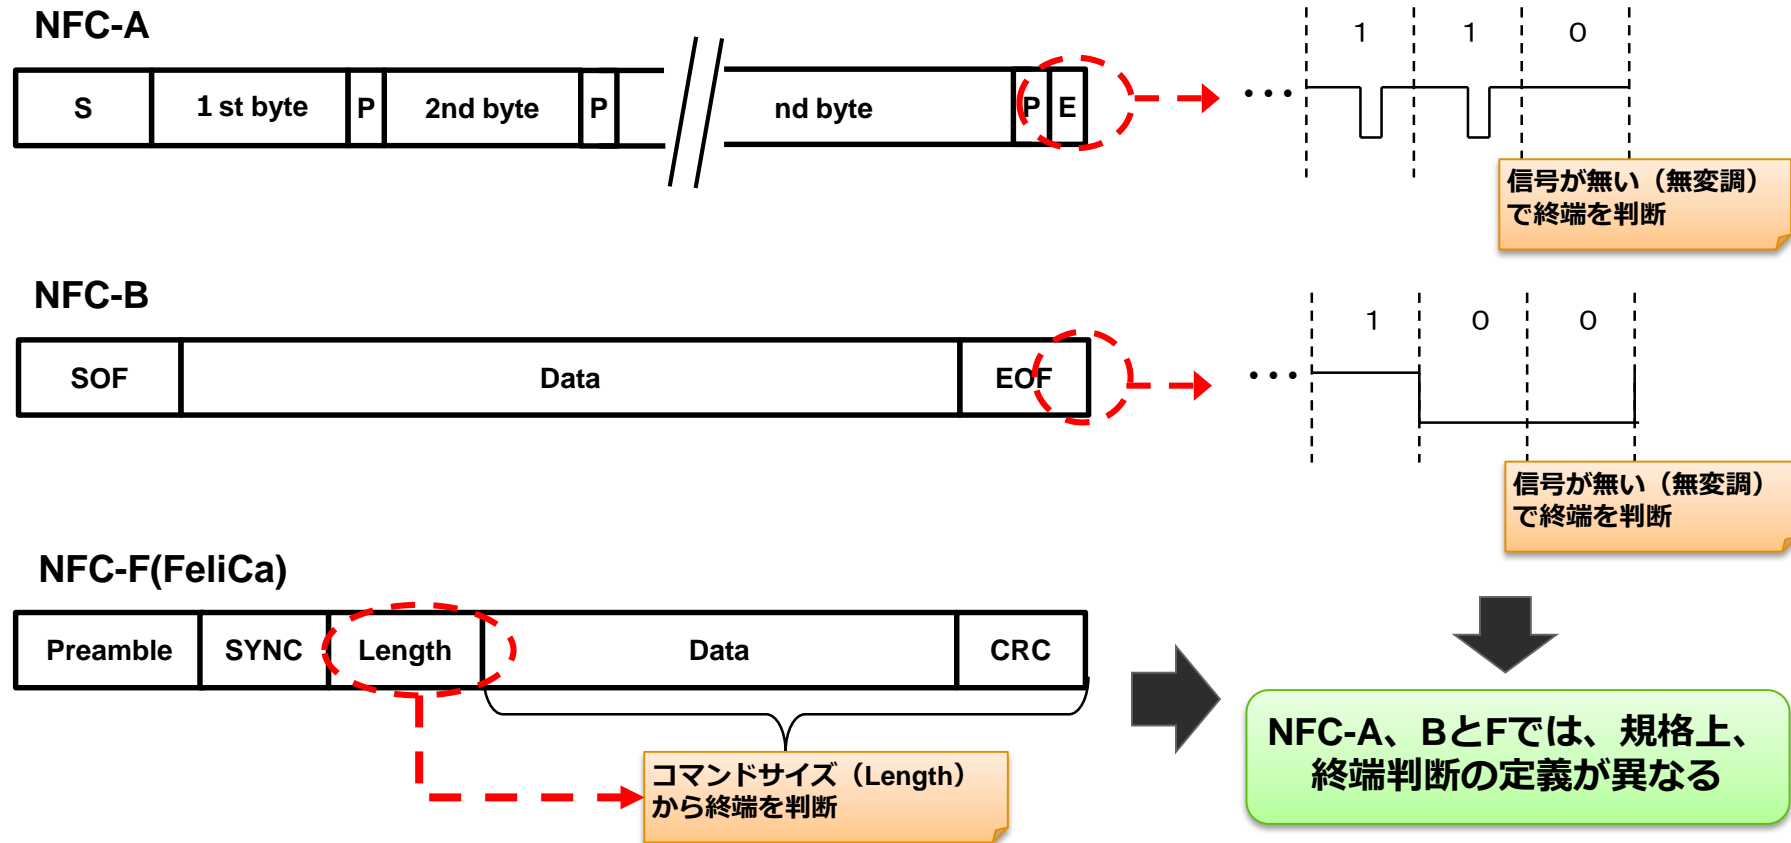 NFC-A
S
１st byte
P
2nd byte
P
nd byte
P
E
・・・
１
１
０
信号が無い（無変調）
で終端を判断
NFC-B
SOF
Data
EOF
・・・
１
０
０
信号が無い（無変調）
で終端を判断
NFC-F(FeliCa)
Preamble
SYNC
Length
Data
CRC
コマンドサイズ（Length）
から終端を判断
NFC-A、BとFでは、規格上、
終端判断の定義が異なる